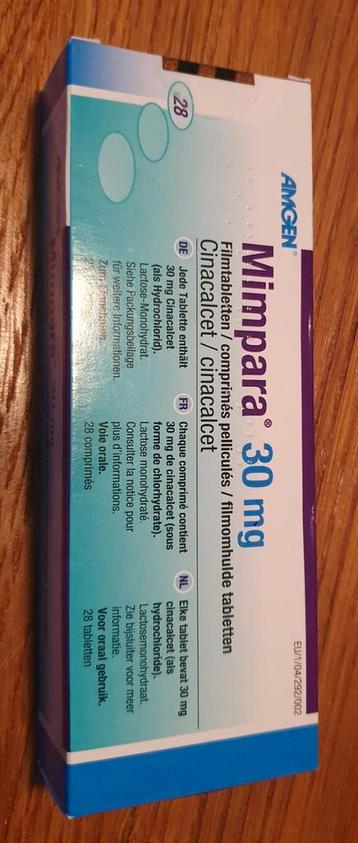 AMGEN®
Mimpara® 30 mg
Filmtabletten / comprimés pelliculés / filmomhulde tabletten
Cinacalcet / cinacalcet
28
DE Jede Tablette enthält
30 mg Cinacalcet
(als Hydrochlorid).
Lactose-Monohydrat.
Siehe Packungsbeilage
für weitere Informationen.
Zum Einnehmen.
FR Chaque comprimé contient
30 mg de cinacalcet (sous
forme de chlorhydrate).
Lactose monohydraté.
Consulter la notice pour
plus d'informations.
Voie orale.
28 comprimés
NL Elke tablet bevat 30 mg
cinacalcet (als
hydrochloride).
Lactosemonohydraat.
Zie bijsluiter voor meer
informatie.
Voor oraal gebruik.
28 tabletten
EU/1/04/292/002